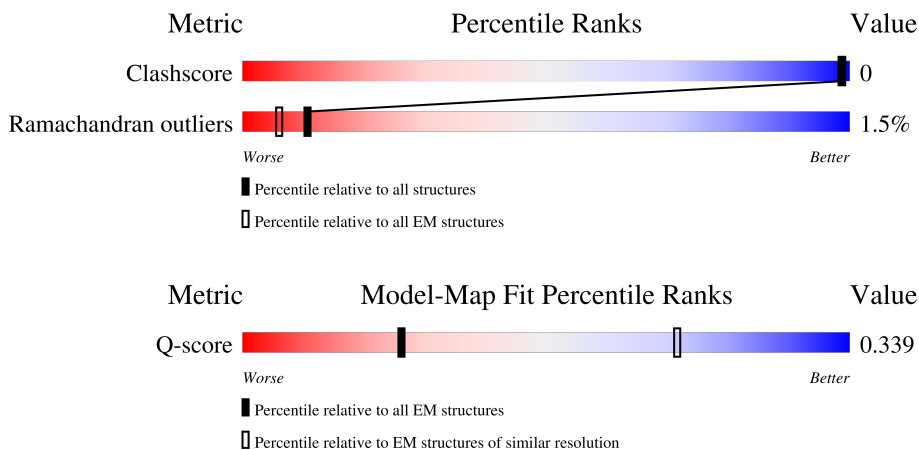 Metric Percentile Ranks Value
Clashscore 0
Ramachandran outliers 1.5%
Worse Better
Percentile relative to all structures
Percentile relative to all EM structures
Metric Model-Map Fit Percentile Ranks Value
Q-score 0.339
Worse Better
Percentile relative to all EM structures
Percentile relative to EM structures of similar resolution